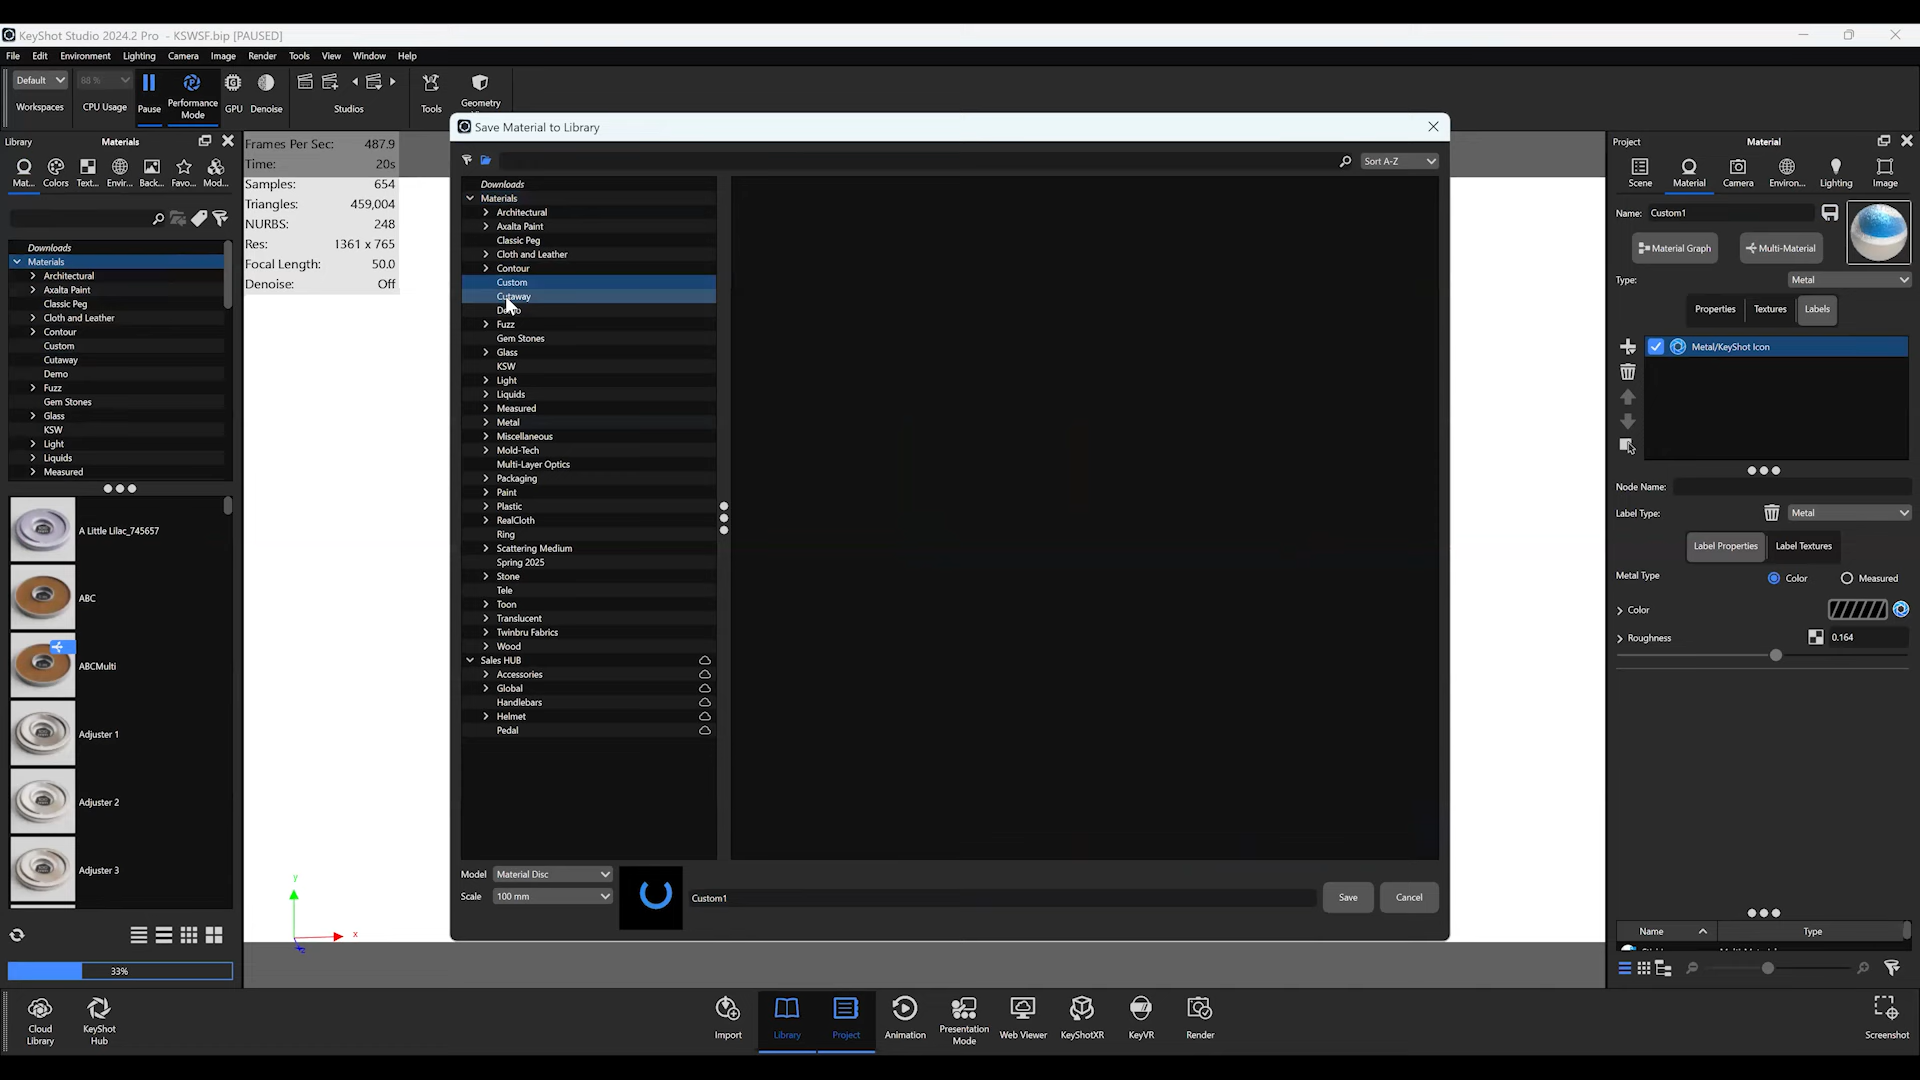 KeyShot Studio 2024.2 Pro - KSWSF.bip [PAUSED]
File Edit Environment Lighting Camera Image Render Tools View Window Help
Default 88 %
Workspaces CPU Usage Pause Performance Mode GPU Denoise Studios Tools Geometry
Library Materials
Mat... Colors Text... Envir... Back... Favo... Mod...
Downloads
Materials
Architectural
Axalta Paint
Classic Peg
Cloth and Leather
Contour
Custom
Cutaway
Demo
Fuzz
Gem Stones
Glass
KSW
Light
Liquids
Measured
A Little Lilac_745657
ABC
ABCMulti
Adjuster 1
Adjuster 2
Adjuster 3
33%
Frames Per Sec: 487.9
Time: 20s
Samples: 654
Triangles: 459,004
NURBS: 248
Res: 1361 x 765
Focal Length: 50.0
Denoise: Off
y
x
Save Material to Library
Sort A-Z
Downloads
Materials
Architectural
Axalta Paint
Classic Peg
Cloth and Leather
Contour
Custom
Cutaway
Demo
Fuzz
Gem Stones
Glass
KSW
Light
Liquids
Measured
Metal
Miscellaneous
Mold-Tech
Multi-Layer Optics
Packaging
Paint
Plastic
RealCloth
Ring
Scattering Medium
Spring 2025
Stone
Tele
Toon
Translucent
Twinbru Fabrics
Wood
Sales HUB
Accessories
Global
Handlebars
Helmet
Pedal
Model Material Disc
Scale 100 mm
Custom1
Save Cancel
Project Material
Scene Material Camera Environ... Lighting Image
Name: Custom1
Material Graph Multi-Material
Type: Metal
Properties Textures Labels
Metal/KeyShot Icon
Node Name:
Label Type: Metal
Label Properties Label Textures
Metal Type Color Measured
Color
Roughness 0.164
Name Type
Cloud Library KeyShot Hub Import Library Project Animation Presentation Mode Web Viewer KeyShotXR KeyVR Render Screenshot